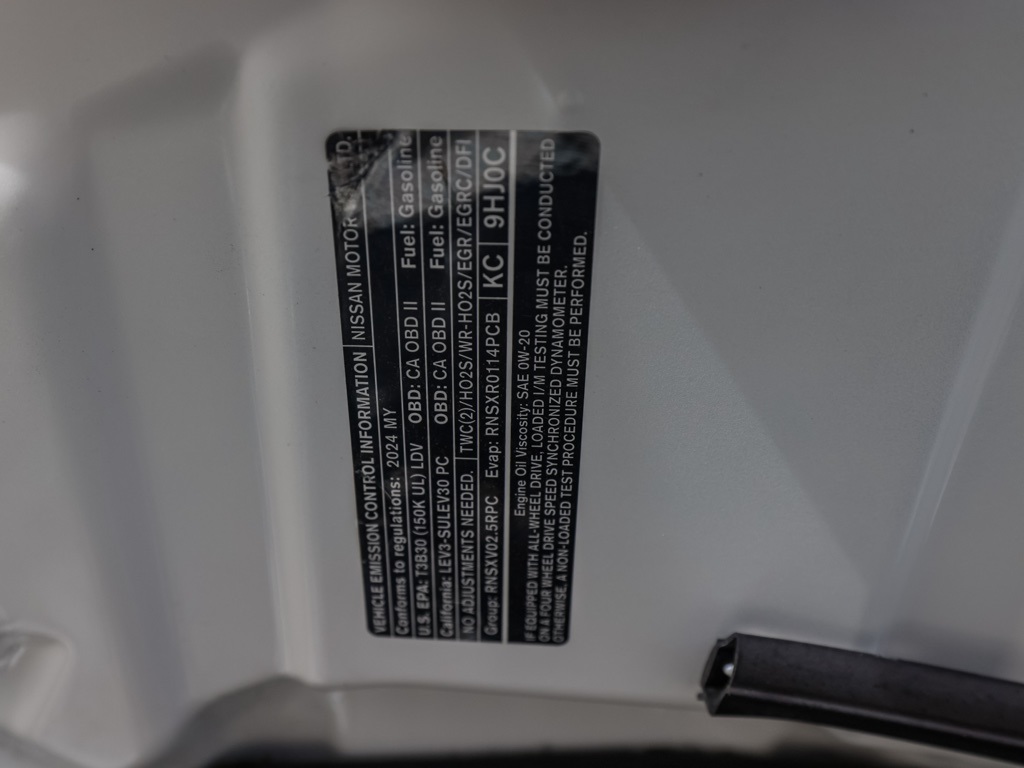 VEHICLE EMISSION CONTROL INFORMATION NISSAN MOTOR LTD.
Conforms to regulations: 2024 MY
U.S. EPA: T3B30 (150K UL) LDV OBD: CA OBD II Fuel: Gasoline
California: LEV3-SULEV30 PC OBD: CA OBD II Fuel: Gasoline
NO ADJUSTMENTS NEEDED. TWC(2)/HO2S/WR-HO2S/EGR/EGRC/DFI
Group: RNSXV02.5RPC Evap: RNSXR0114PCB KC 9HJ0C
Engine Oil Viscosity: SAE 0W-20
IF EQUIPPED WITH ALL-WHEEL DRIVE, LOADED I/M TESTING MUST BE CONDUCTED
ON A FOUR WHEEL DRIVE SPEED SYNCHRONIZED DYNAMOMETER.
OTHERWISE, A NON-LOADED TEST PROCEDURE MUST BE PERFORMED.